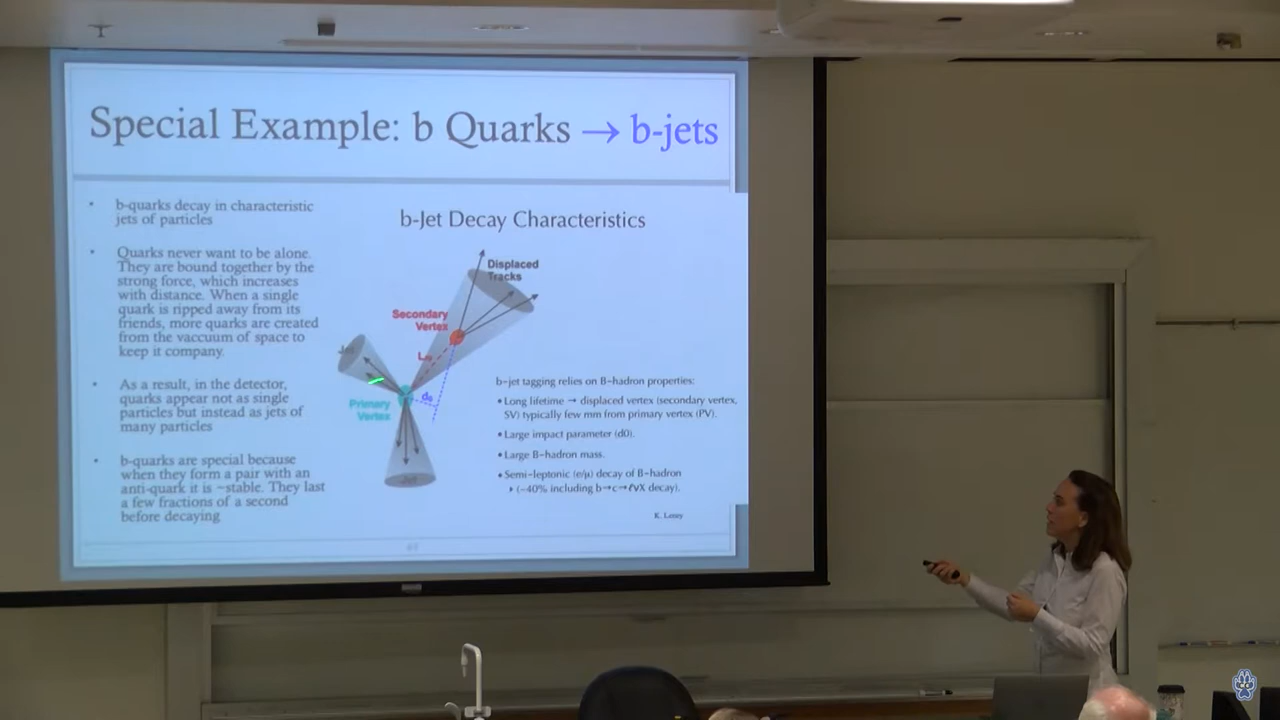 Special Example: b Quarks → b-jets
• b-quarks decay in characteristic
jets of particles
• Quarks never want to be alone.
They are bound together by the
strong force, which increases
with distance. When a single
quark is ripped away from its
friends, more quarks are created
from the vaccuum of space to
keep it company.
• As a result, in the detector,
quarks appear not as single
particles but instead as jets of
many particles
• b-quarks are special because
when they form a pair with an
anti-quark it is ~stable. They last
a few fractions of a second
before decaying
b-Jet Decay Characteristics
Displaced
Tracks
Secondary
Vertex
Jet
Primary
Vertex
d₀
Jet
b-jet tagging relies on B-hadron properties:
• Long lifetime → displaced vertex (secondary vertex,
SV) typically few mm from primary vertex (PV).
• Large impact parameter (d0).
• Large B-hadron mass.
• Semi-leptonic (e/μ) decay of B-hadron
‣ (~40% including b→c→ℓνX decay).